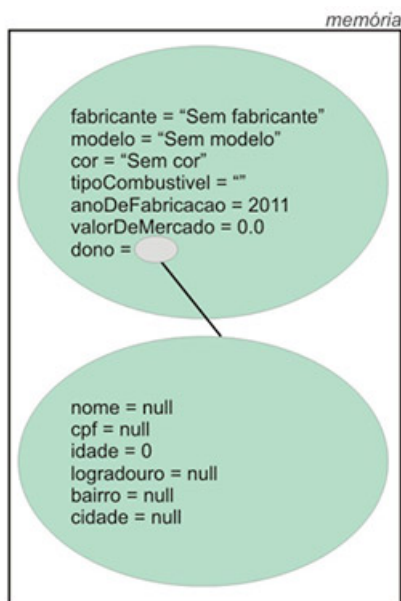 memória
fabricante = “Sem fabricante”
modelo = “Sem modelo”
cor = “Sem cor”
tipoCombustivel = “”
anoDeFabricacao = 2011
valorDeMercado = 0.0
dono =
nome = null
cpf = null
idade = 0
logradouro = null
bairro = null
cidade = null